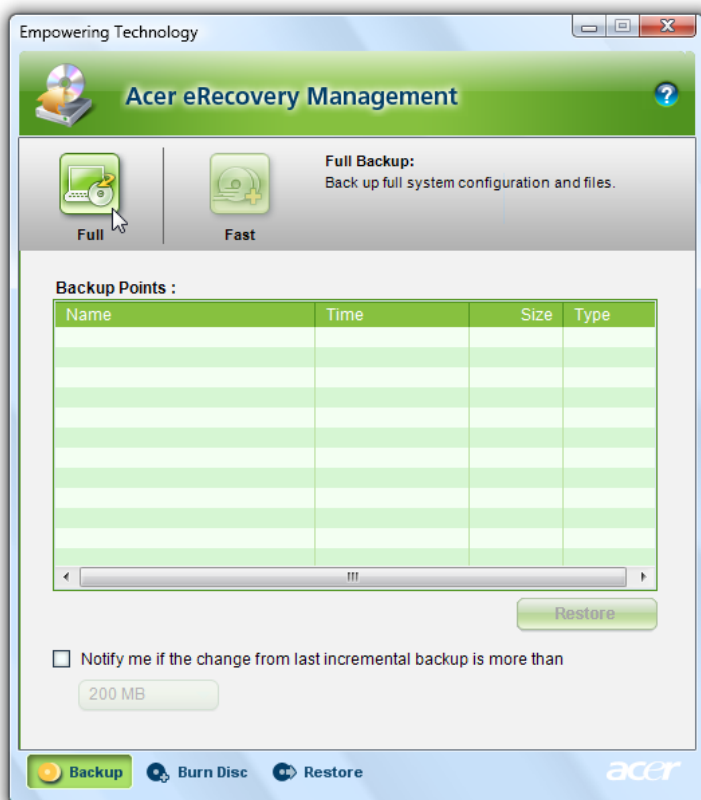 Empowering Technology
Acer eRecovery Management
Full Backup:
Back up full system configuration and files.
Full
Fast
Backup Points :
Name Time Size Type
Restore
Notify me if the change from last incremental backup is more than
200 MB
Backup Burn Disc Restore acer